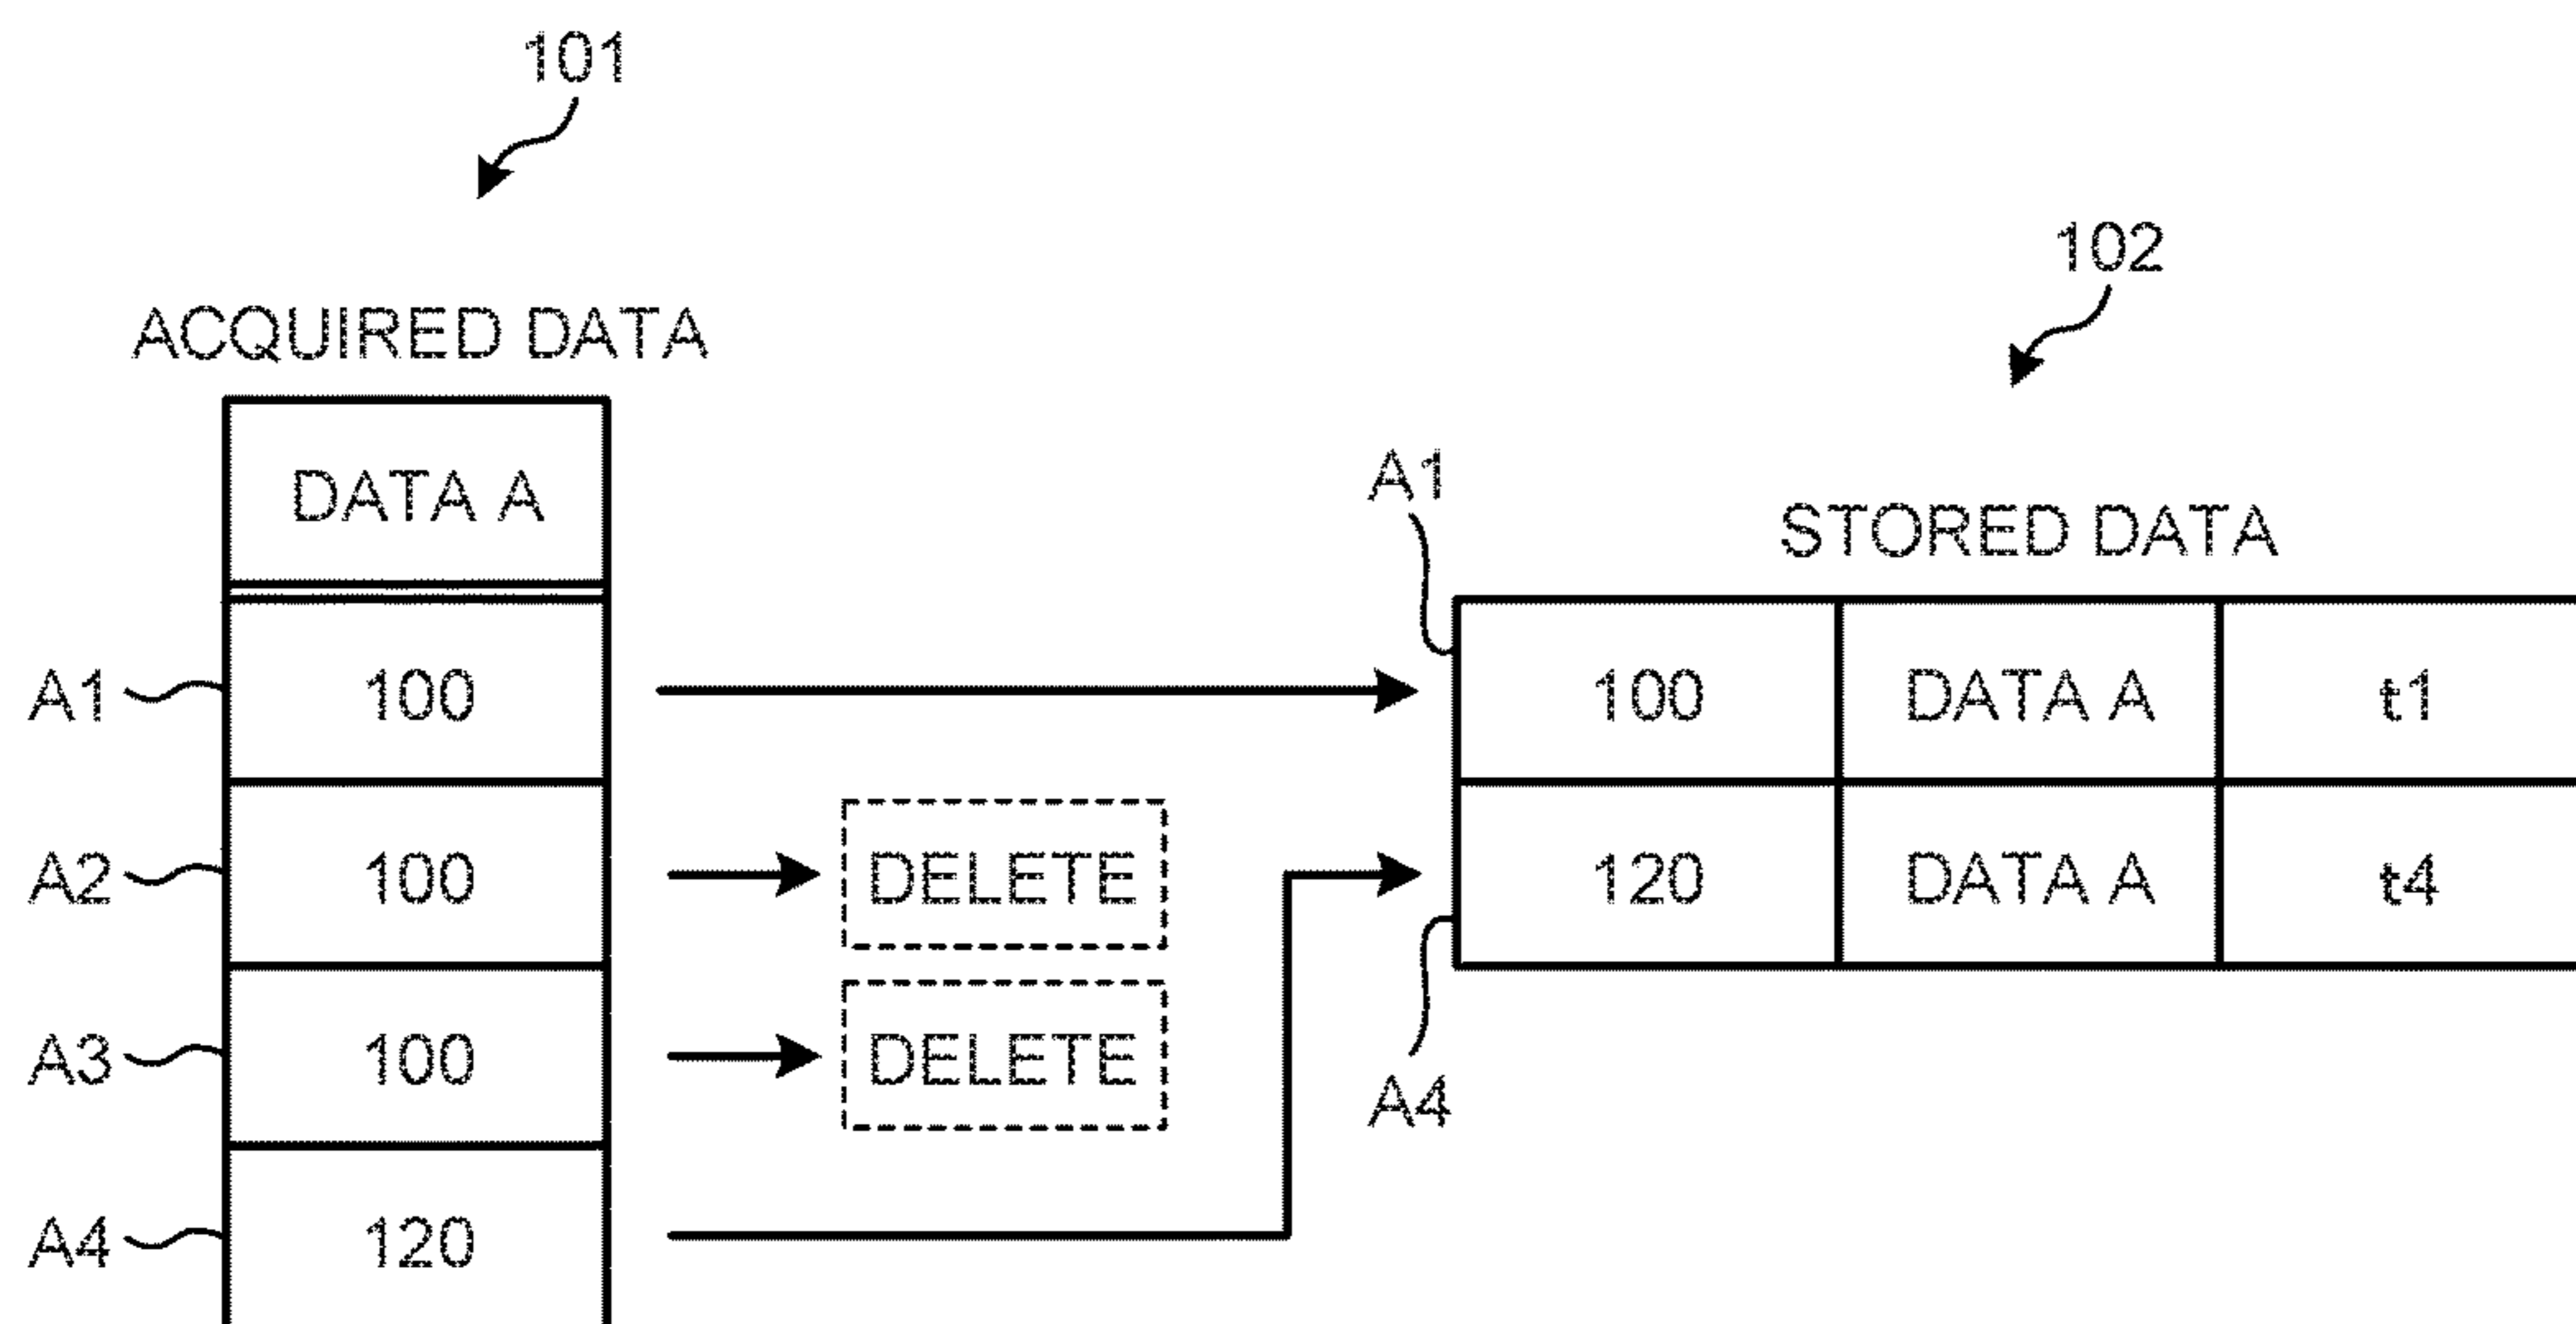 101
102
ACQUIRED DATA
DATA A
A1
STORED DATA
A1 100 100 DATA A t1
A2 100 DELETE 120 DATA A t4
A3 100 DELETE
A4
A4 120